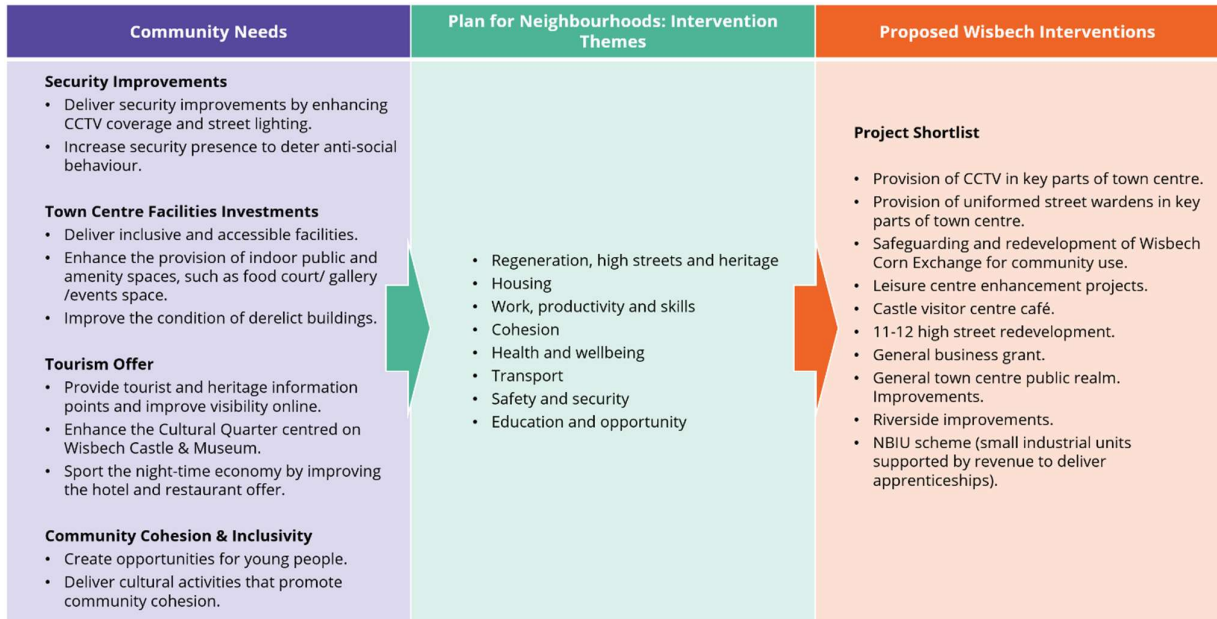 Community Needs
Plan for Neighbourhoods: Intervention
Themes
Proposed Wisbech Interventions
Security Improvements
• Deliver security improvements by enhancing
CCTV coverage and street lighting.
• Increase security presence to deter anti-social
behaviour.
Town Centre Facilities Investments
• Deliver inclusive and accessible facilities.
• Enhance the provision of indoor public and
amenity spaces, such as food court/ gallery
/events space.
• Improve the condition of derelict buildings.
Tourism Offer
• Provide tourist and heritage information
points and improve visibility online.
• Enhance the Cultural Quarter centred on
Wisbech Castle & Museum.
• Sport the night-time economy by improving
the hotel and restaurant offer.
Community Cohesion & Inclusivity
• Create opportunities for young people.
• Deliver cultural activities that promote
community cohesion.
• Regeneration, high streets and heritage
• Housing
• Work, productivity and skills
• Cohesion
• Health and wellbeing
• Transport
• Safety and security
• Education and opportunity
Project Shortlist
• Provision of CCTV in key parts of town centre.
• Provision of uniformed street wardens in key
parts of town centre.
• Safeguarding and redevelopment of Wisbech
Corn Exchange for community use.
• Leisure centre enhancement projects.
• Castle visitor centre café.
• 11-12 high street redevelopment.
• General business grant.
• General town centre public realm.
Improvements.
• Riverside improvements.
• NBIU scheme (small industrial units
supported by revenue to deliver
apprenticeships).